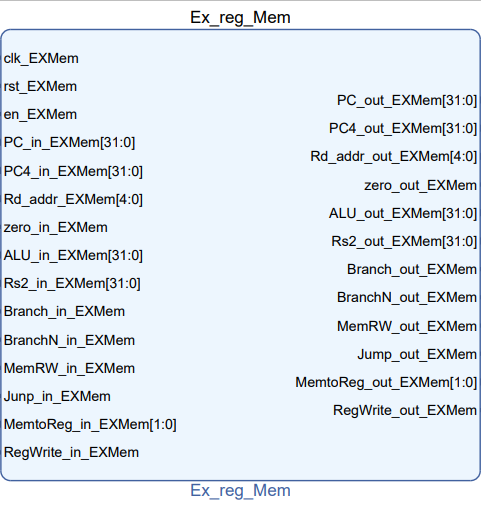 Ex_reg_Mem
clk_EXMem
rst_EXMem
en_EXMem
PC_in_EXMem[31:0]
PC4_in_EXMem[31:0]
Rd_addr_EXMem[4:0]
zero_in_EXMem
ALU_in_EXMem[31:0]
Rs2_in_EXMem[31:0]
Branch_in_EXMem
BranchN_in_EXMem
MemRW_in_EXMem
Junp_in_EXMem
MemtoReg_in_EXMem[1:0]
RegWrite_in_EXMem
PC_out_EXMem[31:0]
PC4_out_EXMem[31:0]
Rd_addr_out_EXMem[4:0]
zero_out_EXMem
ALU_out_EXMem[31:0]
Rs2_out_EXMem[31:0]
Branch_out_EXMem
BranchN_out_EXMem
MemRW_out_EXMem
Jump_out_EXMem
MemtoReg_out_EXMem[1:0]
RegWrite_out_EXMem
Ex_reg_Mem